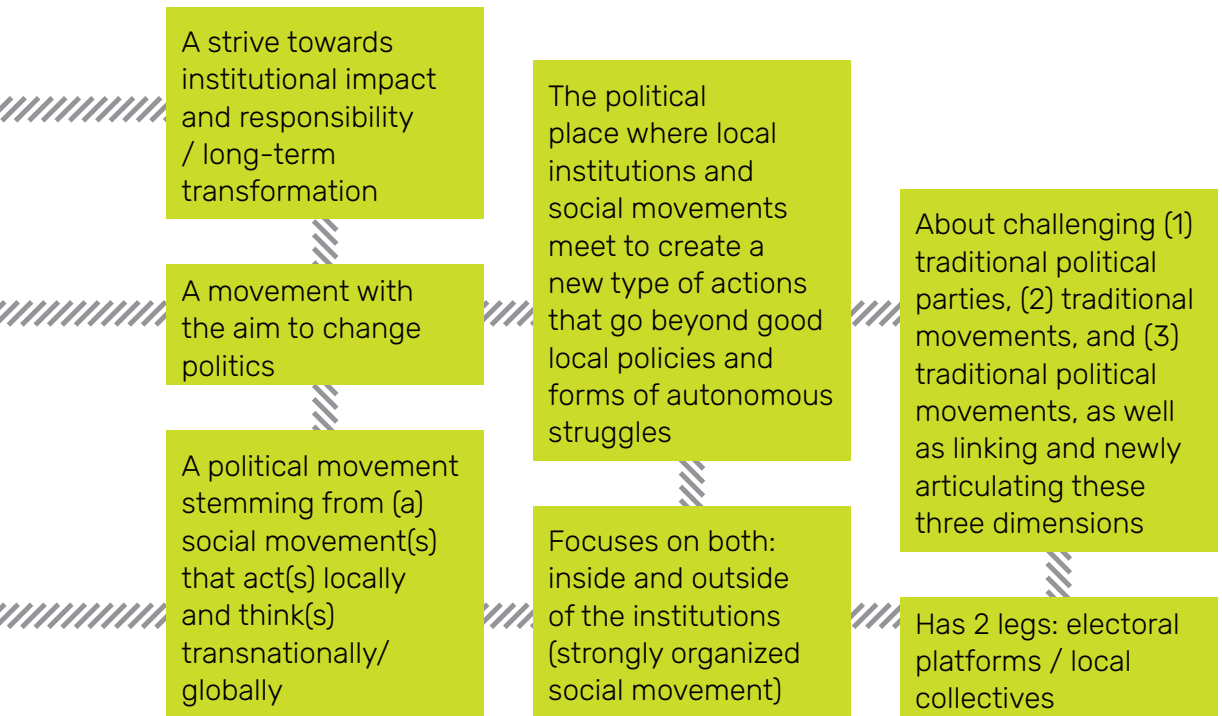 A strive towards
institutional impact
and responsibility
/ long-term
transformation
A movement with
the aim to change
politics
A political movement
stemming from (a)
social movement(s)
that act(s) locally
and think(s)
transnationally/
globally
The political
place where local
institutions and
social movements
meet to create a
new type of actions
that go beyond good
local policies and
forms of autonomous
struggles
Focuses on both:
inside and outside
of the institutions
(strongly organized
social movement)
About challenging (1)
traditional political
parties, (2) traditional
movements, and (3)
traditional political
movements, as well
as linking and newly
articulating these
three dimensions
Has 2 legs: electoral
platforms / local
collectives